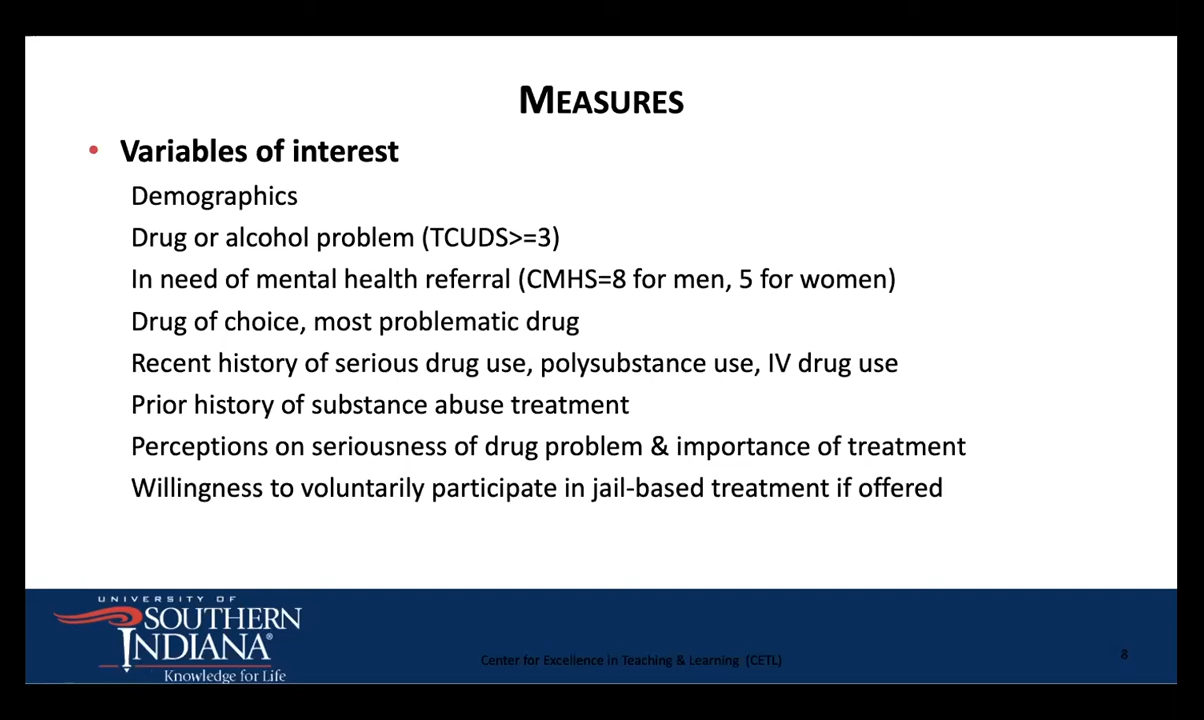 MEASURES
• Variables of interest
Demographics
Drug or alcohol problem (TCUDS>=3)
In need of mental health referral (CMHS=8 for men, 5 for women)
Drug of choice, most problematic drug
Recent history of serious drug use, polysubstance use, IV drug use
Prior history of substance abuse treatment
Perceptions on seriousness of drug problem & importance of treatment
Willingness to voluntarily participate in jail-based treatment if offered
UNIVERSITY OF
SOUTHERN
INDIANA®
Knowledge for Life
Center for Excellence in Teaching & Learning (CETL)
8